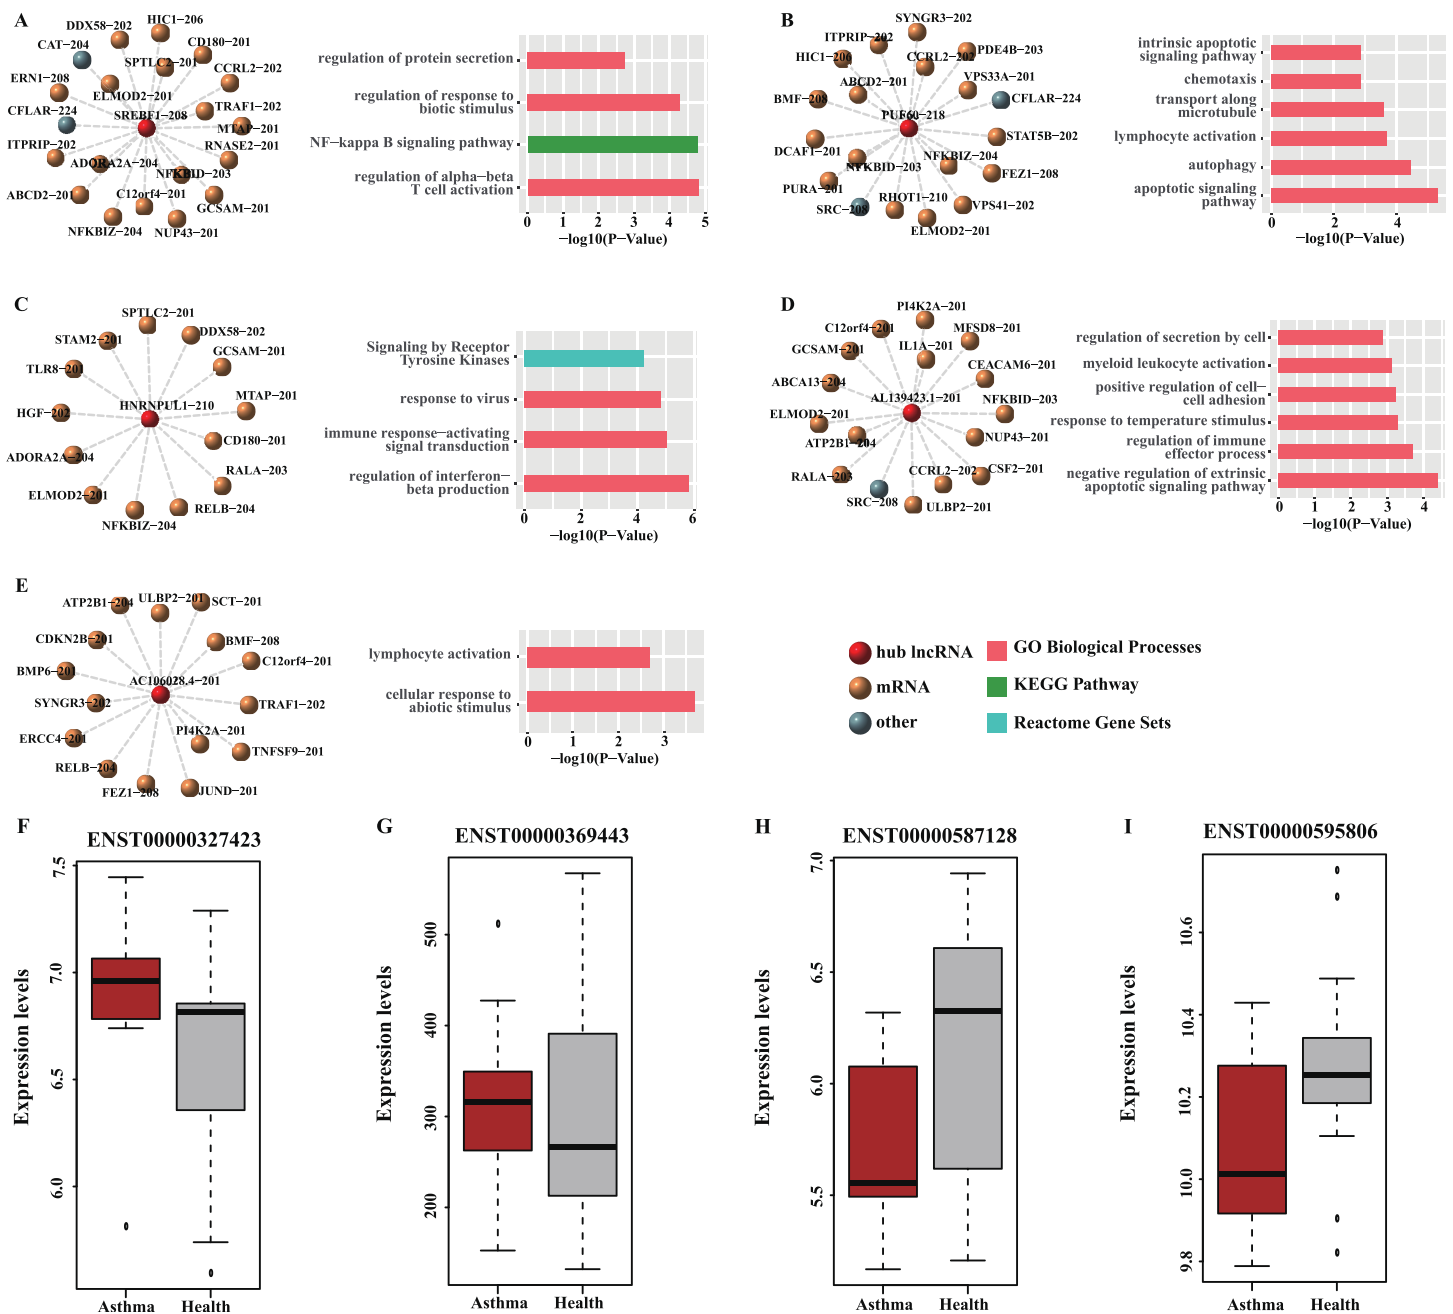 A
HIC1−206
DDX58−202
CAT−204
CD180−201
SPTLC2−201
CCRL2−202
ERN1−208
ELMOD2−201
TRAF1−202
CFLAR−224
SREBF1−208
MTAP−201
ITPRIP−202
RNASE2−201
ADORA2A−204
NFKBID−203
ABCD2−201
C12orf4−201
GCSAM−201
NFKBIZ−204
NUP43−201
regulation of protein secretion
regulation of response to
biotic stimulus
NF−kappa B signaling pathway
regulation of alpha−beta
T cell activation
0 1 2 3 4 5
−log10(P−Value)
B
SYNGR3−202
ITPRIP−202
PDE4B−203
HIC1−206
CCRL2−202
ABCD2−201
VPS33A−201
BMF−208
CFLAR−224
PUF60−218
STAT5B−202
DCAF1−201
NFKBIZ−204
NFKBID−203
FEZ1−208
PURA−201
RHOT1−210
SRC−208
VPS41−202
ELMOD2−201
intrinsic apoptotic
signaling pathway
chemotaxis
transport along
microtubule
lymphocyte activation
autophagy
apoptotic signaling
pathway
0 2 4
−log10(P−Value)
C
SPTLC2−201
STAM2−201
DDX58−202
GCSAM−201
TLR8−201
HNRNPUL1−210
MTAP−201
HGF−202
CD180−201
ADORA2A−204
RALA−203
ELMOD2−201
RELB−204
NFKBIZ−204
Signaling by Receptor
Tyrosine Kinases
response to virus
immune response−activating
signal transduction
regulation of interferon−
beta production
0 2 4 6
−log10(P−Value)
D
PI4K2A−201
C12orf4−201
MFSD8−201
GCSAM−201
IL1A−201
CEACAM6−201
ABCA13−204
AL139423.1−201
NFKBID−203
ELMOD2−201
NUP43−201
ATP2B1−204
RALA−203
CCRL2−202
CSF2−201
SRC−208
ULBP2−201
regulation of secretion by cell
myeloid leukocyte activation
positive regulation of cell−
cell adhesion
response to temperature stimulus
regulation of immune
effector process
negative regulation of extrinsic
apoptotic signaling pathway
0 1 2 3 4
−log10(P−Value)
E
ATP2B1−204
ULBP2−201
SCT−201
CDKN2B−201
BMF−208
C12orf4−201
BMP6−201
AC106028.4−201
SYNGR3−202
TRAF1−202
ERCC4−201
PI4K2A−201
TNFSF9−201
RELB−204
FEZ1−208
JUND−201
lymphocyte activation
cellular response to
abiotic stimulus
0 1 2 3
−log10(P−Value)
hub lncRNA
mRNA
other
GO Biological Processes
KEGG Pathway
Reactome Gene Sets
F
ENST00000327423
Expression levels
7.5
7.0
6.5
6.0
Asthma Health
G
ENST00000369443
Expression levels
500
400
300
200
Asthma Health
H
ENST00000587128
Expression levels
7.0
6.5
6.0
5.5
Asthma Health
I
ENST00000595806
Expression levels
10.6
10.4
10.2
10.0
9.8
Asthma Health